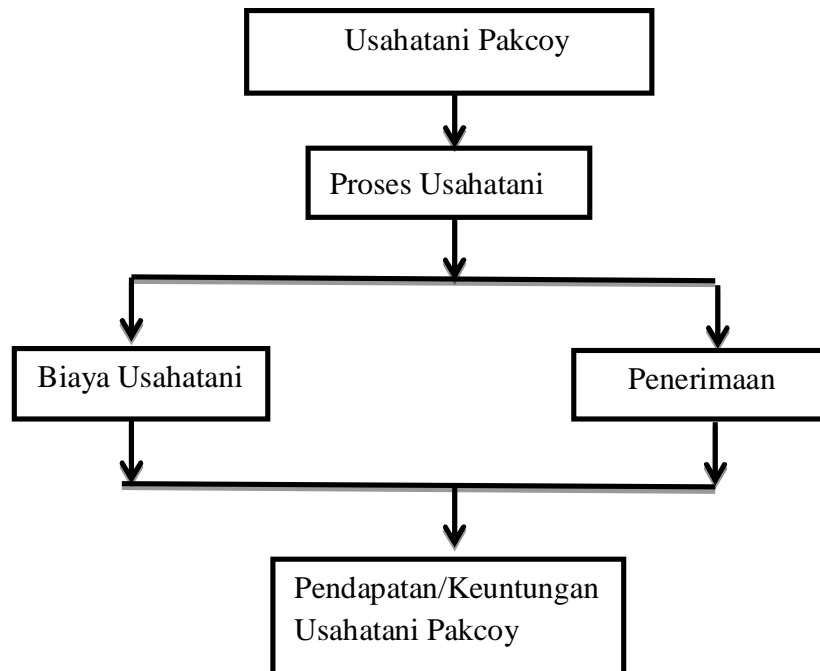 Usahatani Pakcoy
Proses Usahatani
Biaya Usahatani
Penerimaan
Pendapatan/Keuntungan
Usahatani Pakcoy